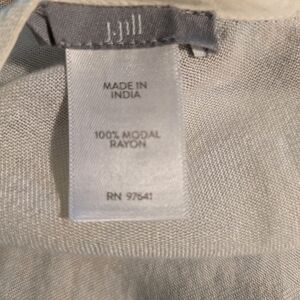 j.jill
MADE IN
INDIA
100% MODAL
RAYON
RN 97641